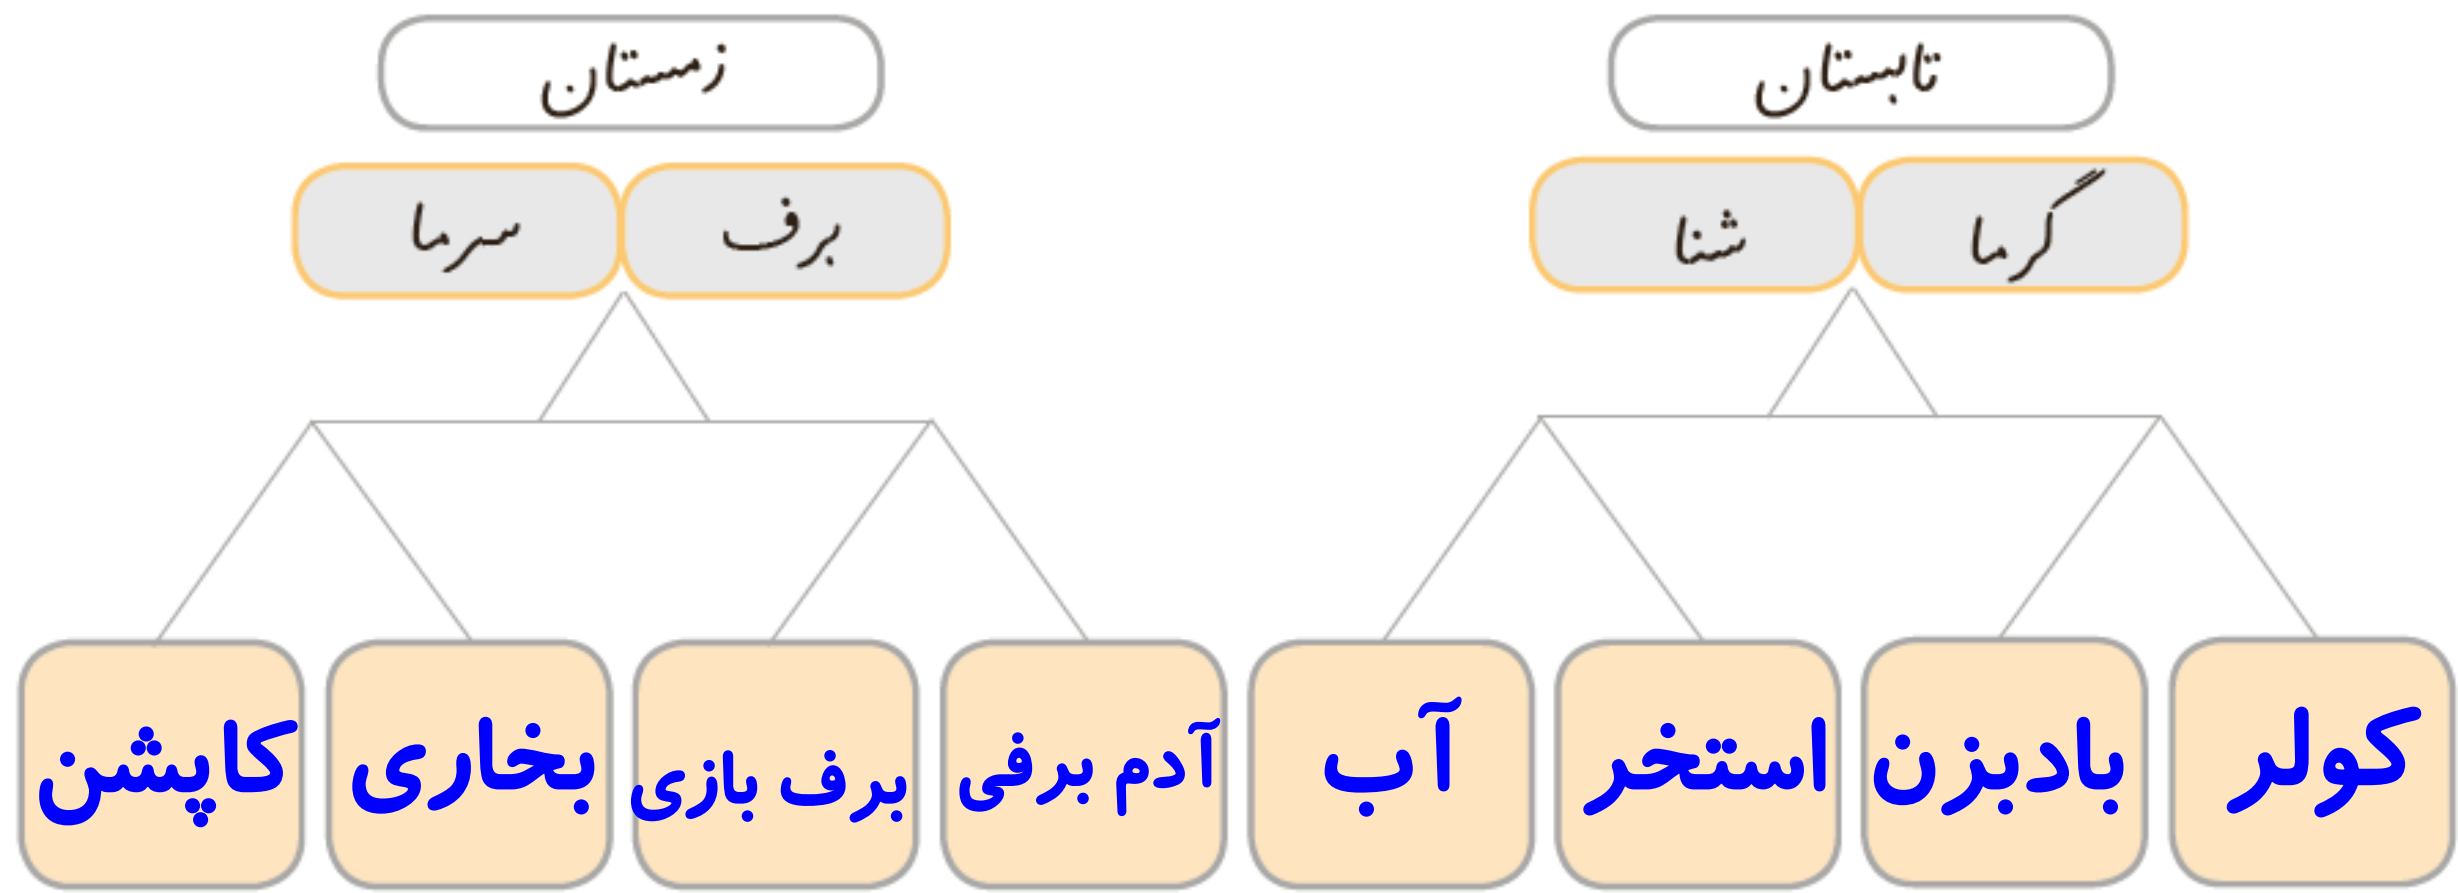 تابستان
زمستان
گرما
شنا
برف
سرما
کولر
بادبزن
استخر
آب
آدم برفی
برف بازی
بخاری
کاپشن